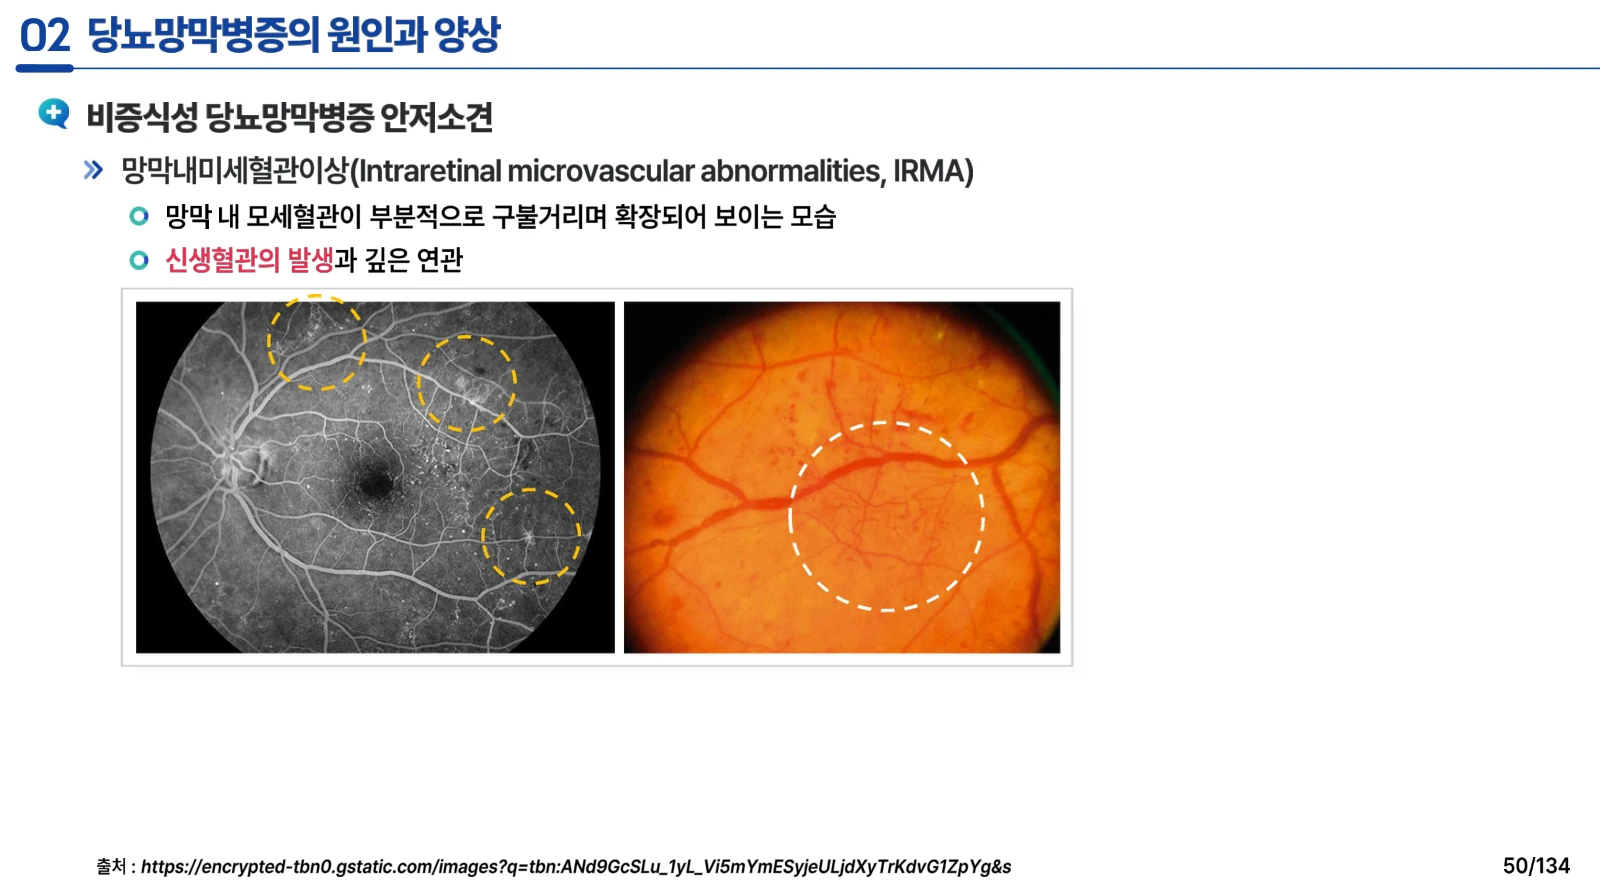 02 당뇨망막병증의 원인과 양상
비증식성 당뇨망막병증 안저소견
망막내미세혈관이상(Intraretinal microvascular abnormalities, IRMA)
망막 내 모세혈관이 부분적으로 구불거리며 확장되어 보이는 모습
신생혈관의 발생과 깊은 연관
출처 : https://encrypted-tbn0.gstatic.com/images?q=tbn:ANd9GcSLu_1yL_Vi5mYmESyjeULjdXyTrKdvG1ZpYg&s
50/134